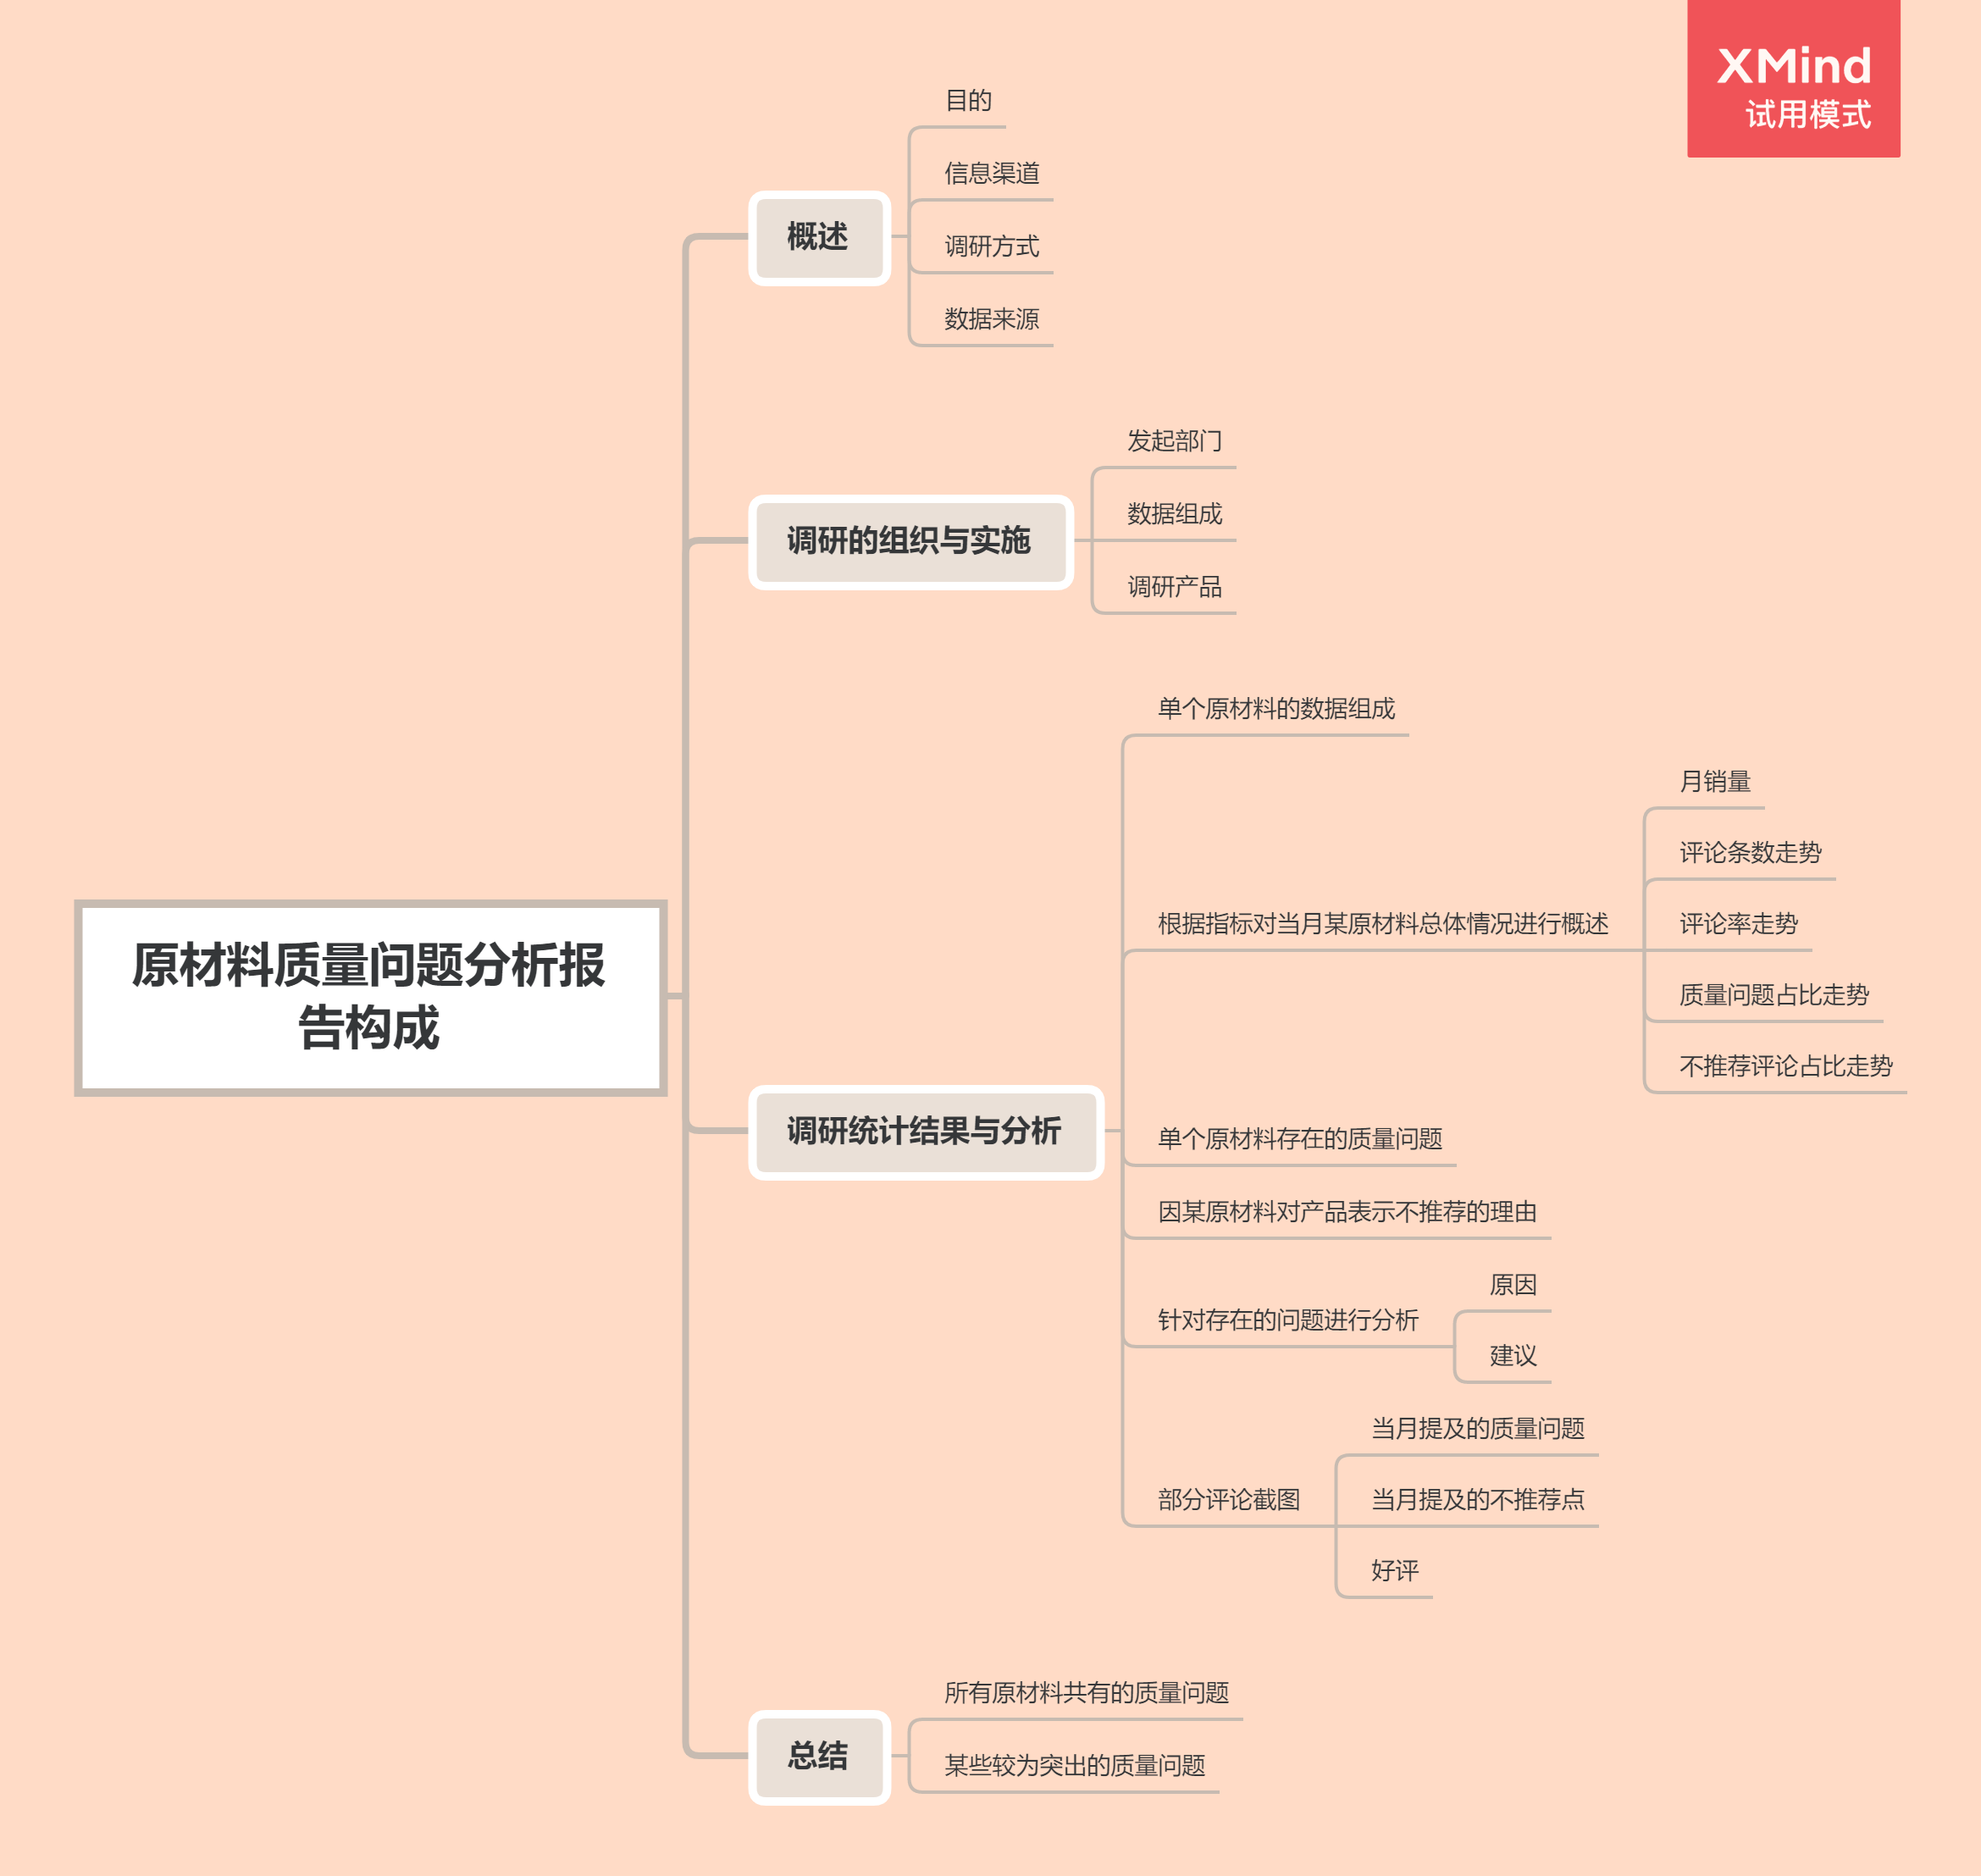 XMind
试用模式
原材料质量问题分析报
告构成
概述
目的
信息渠道
调研方式
数据来源
调研的组织与实施
发起部门
数据组成
调研产品
调研统计结果与分析
单个原材料的数据组成
根据指标对当月某原材料总体情况进行概述
月销量
评论条数走势
评论率走势
质量问题占比走势
不推荐评论占比走势
单个原材料存在的质量问题
因某原材料对产品表示不推荐的理由
针对存在的问题进行分析
原因
建议
部分评论截图
当月提及的质量问题
当月提及的不推荐点
好评
总结
所有原材料共有的质量问题
某些较为突出的质量问题